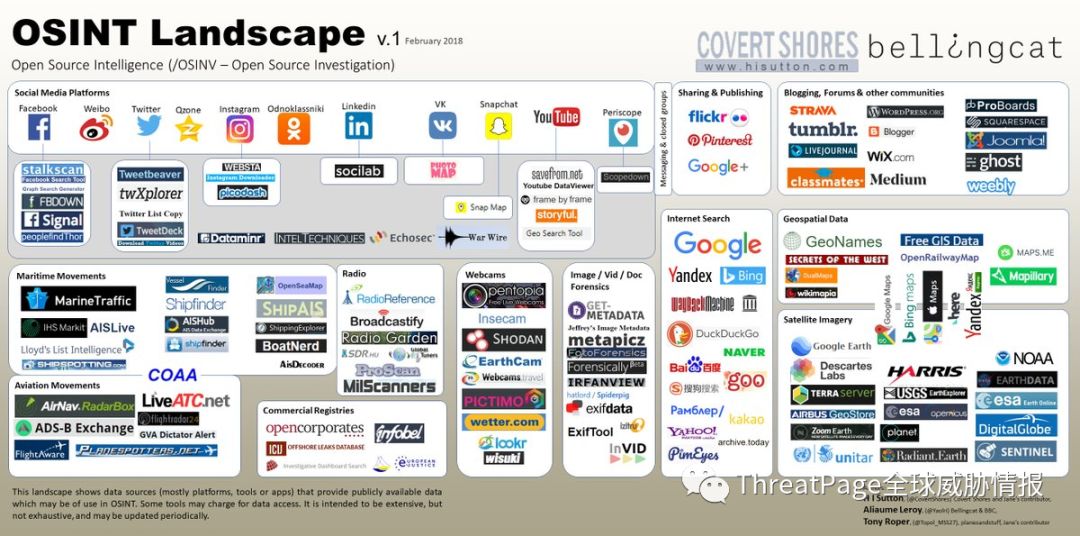 OSINT Landscape v.1 February 2018
Open Source Intelligence (/OSINV – Open Source Investigation)
COVERT SHORES
www.hisutton.com
bellingcat
Social Media Platforms
Facebook
Weibo
Twitter
Qzone
Instagram
Odnoklassniki
Linkedin
VK
Snapchat
YouTube
Periscope
stalkscan
Facebook Search Tool
Graph Search Generator
FBDOWN
Signal
peoplefindThor
Tweetbeaver
twXplorer
Twitter List Copy
TweetDeck
Download Twitter Videos
WEBSTA
Instagram Downloader
picodash
socilab
PHOTO MAP
Snap Map
savefrom.net
Youtube DataViewer
frame by frame
storyful.
Geo Search Tool
Scopedown
Dataminr
INTELTECHNIQUES
Echosec
War Wire
Messaging & closed groups
Sharing & Publishing
flickr
Pinterest
Google+
Blogging, Forums & other communities
STRAVA
tumblr.
LIVEJOURNAL
classmates
WORDPRESS.ORG
Blogger
WiX.com
Medium
ProBoards
SQUARESPACE
Joomla!
ghost
weebly
Maritime Movements
MarineTraffic
IHS Markit
AISLive
Lloyd's List Intelligence
SHIPSPOTTING.COM
Vessel Finder
Shipfinder
AISHub
AIS Data Exchange
shipfinder
OpenSeaMap
ShipAIS
ShippingExplorer
BoatNerd
AisDecoder
COAA
Aviation Movements
AirNav.RadarBox
ADS-B Exchange
FlightAware
LiveATC.net
flightradar24
GVA Dictator Alert
PLANESPOTTERS.NET
Radio
RadioReference
Broadcastify
Radio Garden
SDR.HU
Global Tuners
ProScan
MilScanners
Commercial Registries
opencorporates
infobel
ICIJ OFFSHORE LEAKS DATABASE
Investigative Dashboard Search
EUROPEAN JUSTICE
Webcams
pentopia
Free Live Webcams
Insecam
SHODAN
EarthCam
Webcams.travel
PICTIMO
wetter.com
lookr
wisuki
Image / Vid / Doc
Forensics
GET-METADATA
Jeffrey's Image Metadata
metapicz
FotoForensics
Forensically Beta
IRFANVIEW
hatlord / Spiderpig
exifdata
ExifTool
Izitru
InVID
Internet Search
Google
Yandex
Bing
WaybackMachine
DuckDuckGo
NAVER
Bai百度
搜狗搜索
goo
Рамблер/
kakao
YAHOO!
archive.today
PimEyes
Geospatial Data
GeoNames
SECRETS OF THE WEST
DualMaps
wikimapia
Free GIS Data
OpenRailwayMap
MAPS.ME
Mapillary
Google Maps
Bing maps
Maps
here
Yandex
Satellite Imagery
Google Earth
Descartes Labs
TERRASERVER
AIRBUS GeoStore
Zoom Earth
unitar
HARRIS
USGS EarthExplorer
esa copernicus
planet
Radiant.Earth
NOAA
EARTHDATA
esa Earth Online
DigitalGlobe
SENTINEL
This landscape shows data sources (mostly platforms, tools or apps) that provide publicly available data
which may be of use in OSINT. Some tools may charge for data access. It is intended to be extensive, but
not exhaustive, and may be updated periodically.
ThreatPage全球威胁情报
H I Sutton, (@CovertShores) Covert Shores and Jane's contributor,
Aliaume Leroy, (@Yaolri) Bellingcat & BBC,
Tony Roper, (@Topol_MSS27), planesandstuff, Jane's contributor